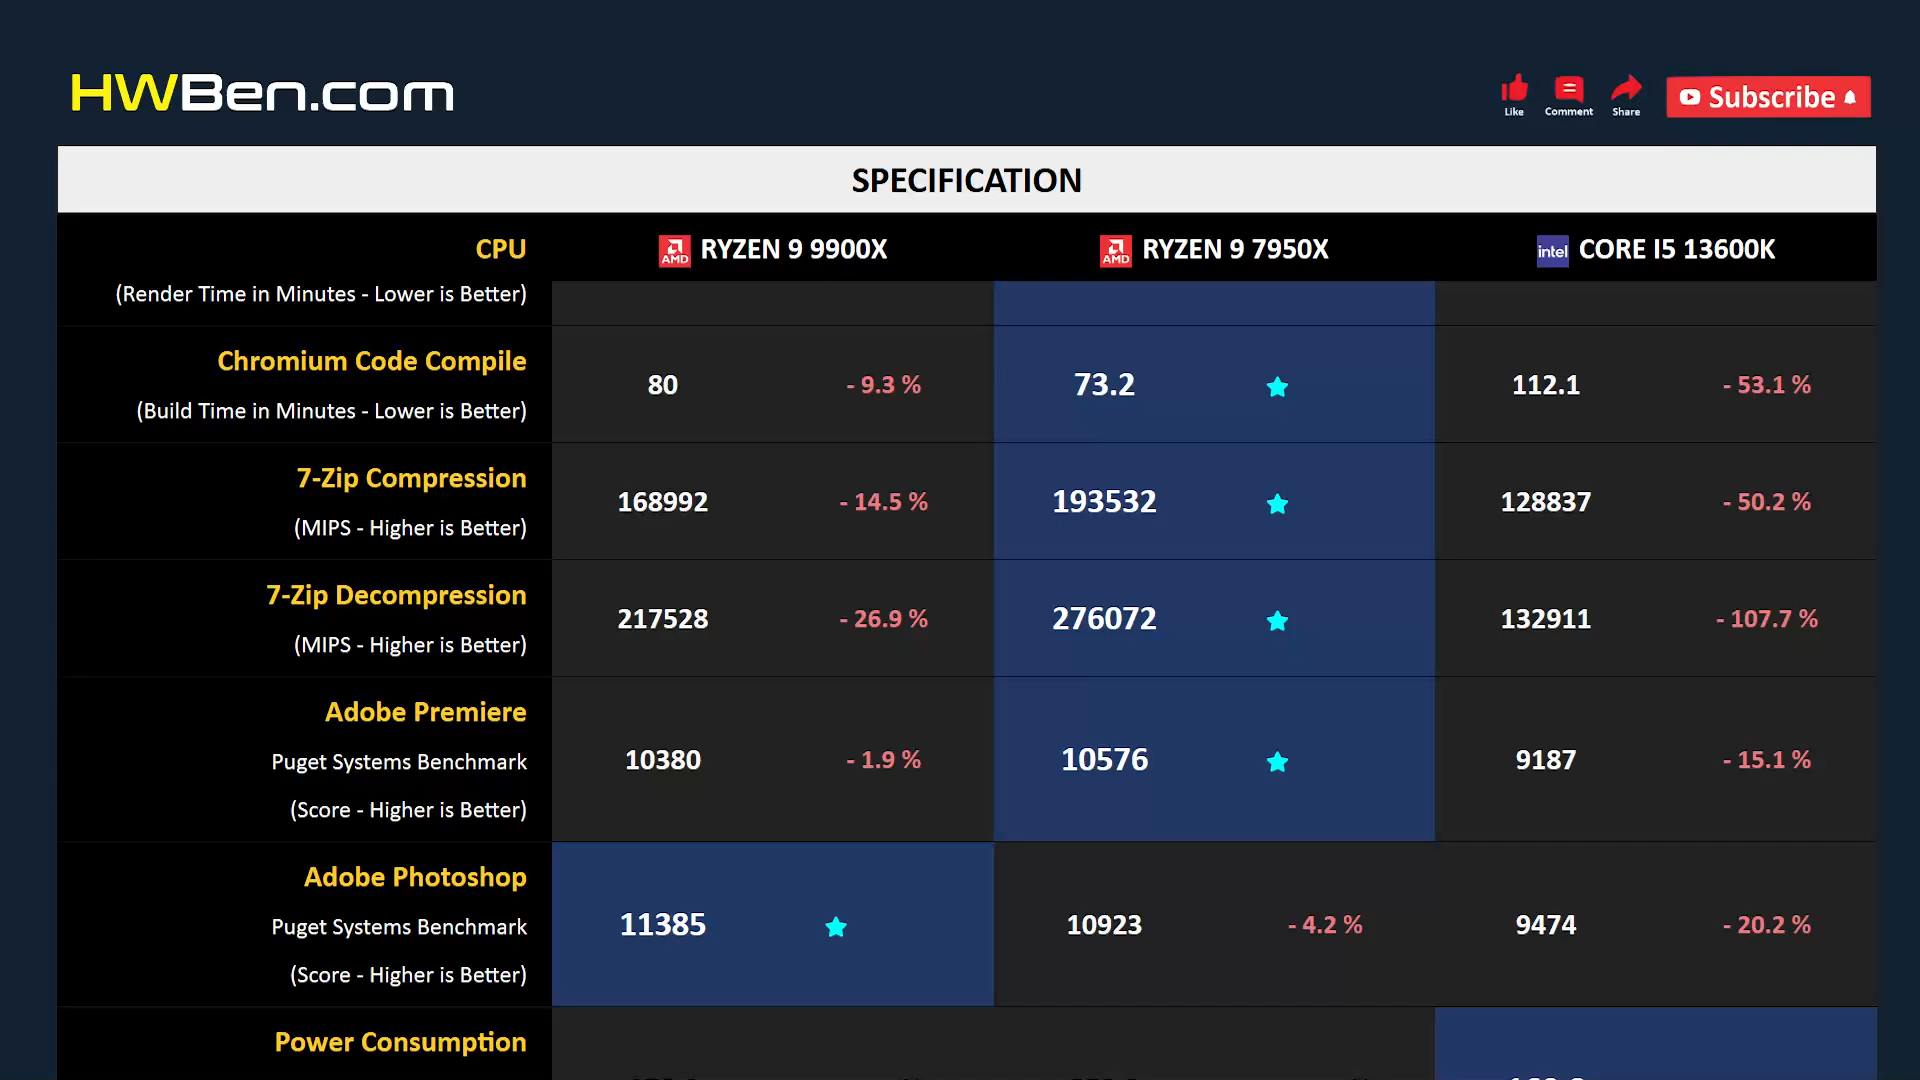 HWBen.com
Like
Comment
Share
Subscribe
SPECIFICATION
CPU
AMD RYZEN 9 9900X
AMD RYZEN 9 7950X
intel CORE I5 13600K
(Render Time in Minutes - Lower is Better)
Chromium Code Compile
(Build Time in Minutes - Lower is Better)
80 - 9.3 % 73.2 112.1 - 53.1 %
7-Zip Compression
(MIPS - Higher is Better)
168992 - 14.5 % 193532 128837 - 50.2 %
7-Zip Decompression
(MIPS - Higher is Better)
217528 - 26.9 % 276072 132911 - 107.7 %
Adobe Premiere
Puget Systems Benchmark
(Score - Higher is Better)
10380 - 1.9 % 10576 9187 - 15.1 %
Adobe Photoshop
Puget Systems Benchmark
(Score - Higher is Better)
11385 10923 - 4.2 % 9474 - 20.2 %
Power Consumption